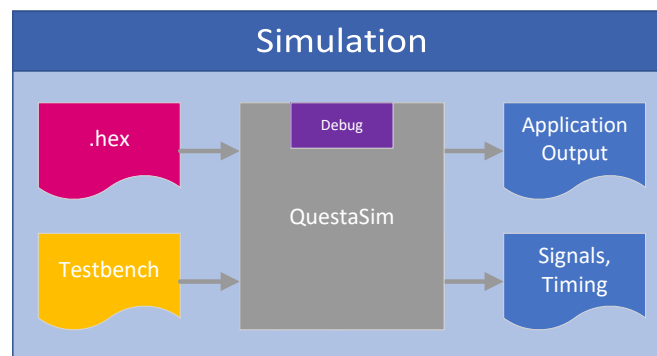 Simulation
.hex
Debug
Application
Output
QuestaSim
Testbench
Signals,
Timing